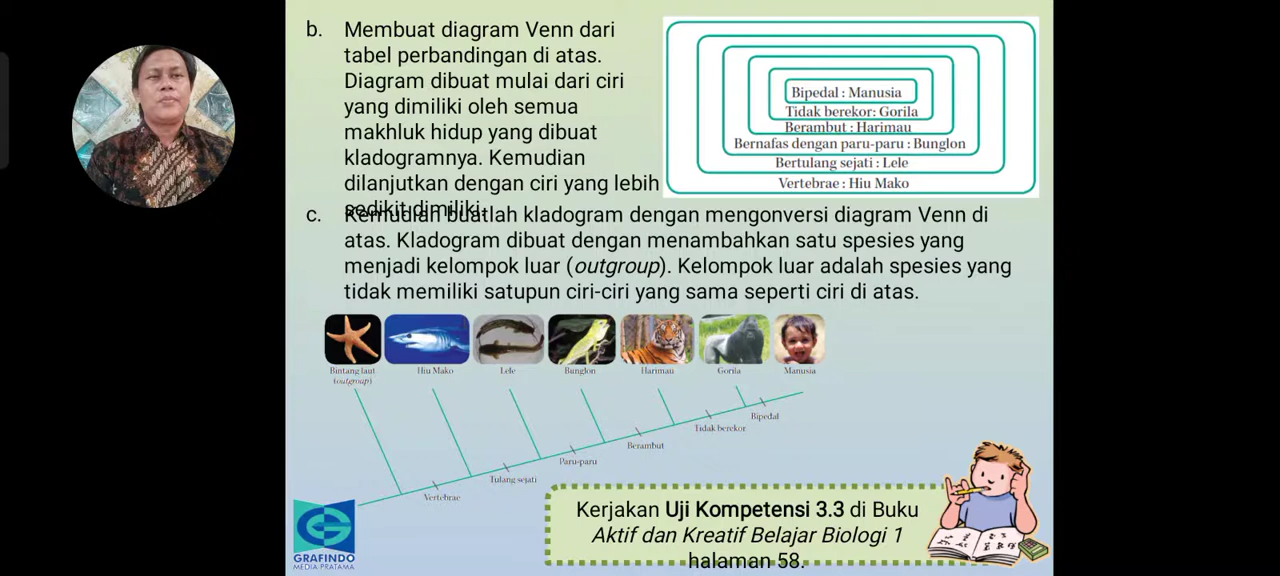 b. Membuat diagram Venn dari
tabel perbandingan di atas.
Diagram dibuat mulai dari ciri
yang dimiliki oleh semua
makhluk hidup yang dibuat
kladogramnya. Kemudian
dilanjutkan dengan ciri yang lebih
sedikit dimiliki.
Bipedal : Manusia
Tidak berekor: Gorila
Berambut : Harimau
Bernafas dengan paru-paru : Bunglon
Bertulang sejati : Lele
Vertebrae : Hiu Mako
c. Kemudian buatlah kladogram dengan mengonversi diagram Venn di
atas. Kladogram dibuat dengan menambahkan satu spesies yang
menjadi kelompok luar (outgroup). Kelompok luar adalah spesies yang
tidak memiliki satupun ciri-ciri yang sama seperti ciri di atas.
Bintang laut
(outgroup)
Hiu Mako
Lele
Bunglon
Harimau
Gorila
Manusia
Bipedal
Tidak berekor
Berambut
Paru-paru
Tulang sejati
Vertebrae
Kerjakan Uji Kompetensi 3.3 di Buku
Aktif dan Kreatif Belajar Biologi 1
halaman 58.
GRAFINDO
MEDIA PRATAMA